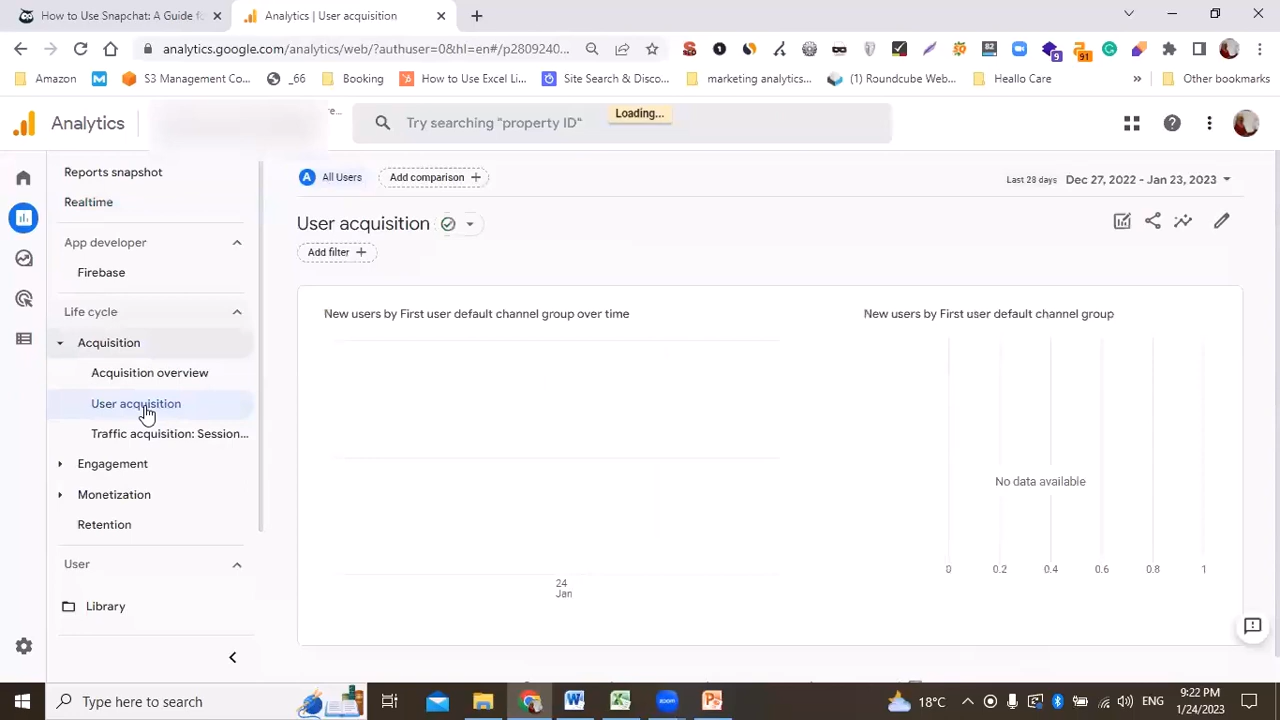 How to Use Snapchat: A Guide fo
Analytics | User acquisition
analytics.google.com/analytics/web/?authuser=0&hl=en#/p2809240...
82
9
91
Amazon
S3 Management Co...
_66
Booking
How to Use Excel Li...
Site Search & Disco...
marketing analytics...
(1) Roundcube Web...
Heallo Care
»
Other bookmarks
Analytics
e...
Try searching "property ID"
Loading...
Reports snapshot
Realtime
App developer
Firebase
Life cycle
Acquisition
Acquisition overview
User acquisition
Traffic acquisition: Session...
Engagement
Monetization
Retention
User
Library
A All Users
Add comparison +
Last 28 days Dec 27, 2022 - Jan 23, 2023
User acquisition
Add filter +
New users by First user default channel group over time
24
Jan
New users by First user default channel group
No data available
0 0.2 0.4 0.6 0.8 1
Type here to search
18°C
ENG
9:22 PM
1/24/2023